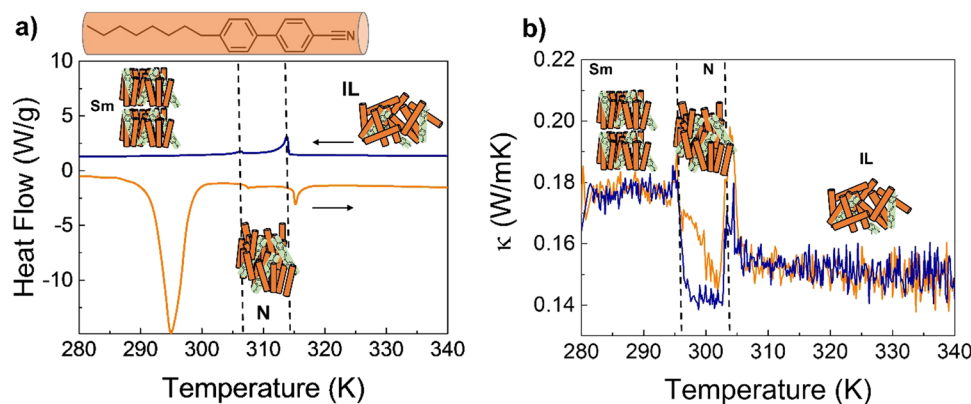 a)
N
Heat Flow (W/g)
10
5
0
-5
-10
Sm
IL
N
280 290 300 310 320 330 340
Temperature (K)
b)
κ (W/mK)
0.22
0.20
0.18
0.16
0.14
Sm
N
IL
280 290 300 310 320 330 340
Temperature (K)